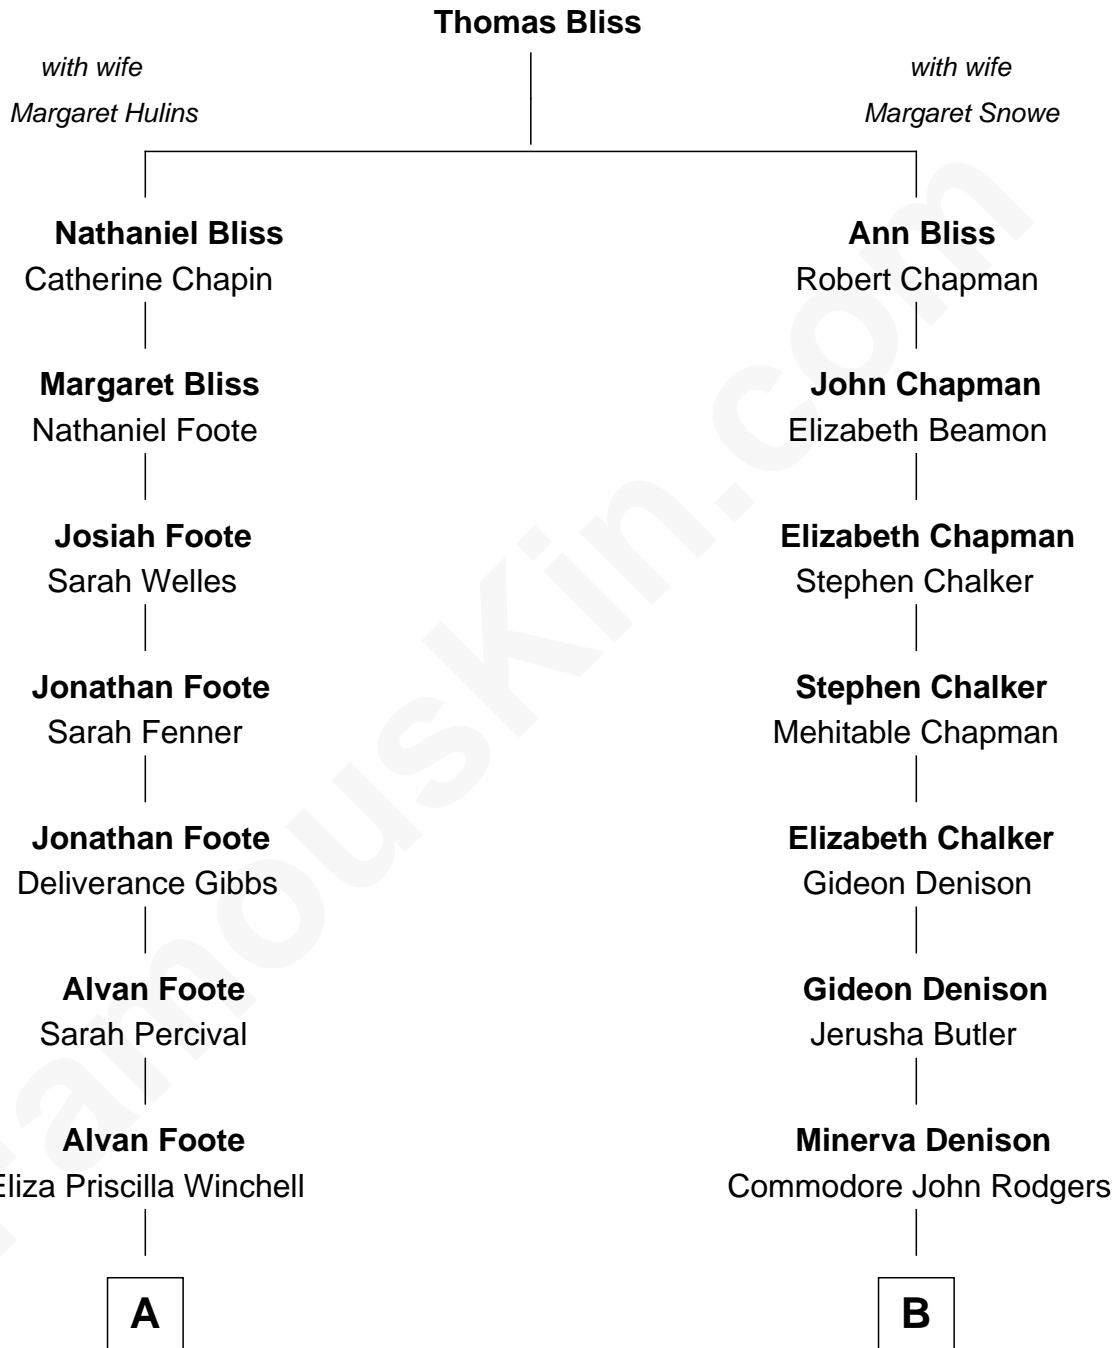 Thomas Bliss
with wife
Margaret Hulins
with wife
Margaret Snowe
Nathaniel Bliss
Catherine Chapin
Ann Bliss
Robert Chapman
Margaret Bliss
Nathaniel Foote
John Chapman
Elizabeth Beamon
Josiah Foote
Sarah Welles
Elizabeth Chapman
Stephen Chalker
Jonathan Foote
Sarah Fenner
Stephen Chalker
Mehitable Chapman
Jonathan Foote
Deliverance Gibbs
Elizabeth Chalker
Gideon Denison
Alvan Foote
Sarah Percival
Gideon Denison
Jerusha Butler
Alvan Foote
Eliza Priscilla Winchell
Minerva Denison
Commodore John Rodgers
A
B
FamousKin.com